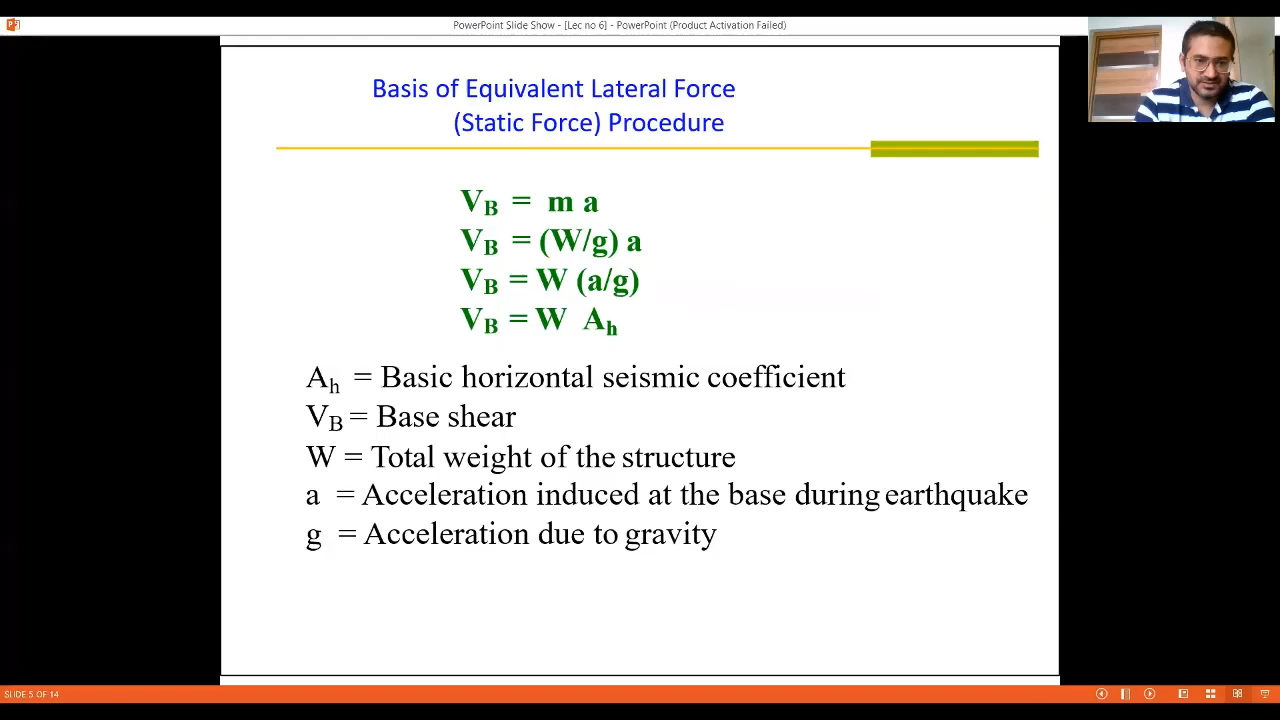 PowerPoint Slide Show - [Lec no 6] - PowerPoint (Product Activation Failed)
Basis of Equivalent Lateral Force
(Static Force) Procedure
VB = m a
VB = (W/g) a
VB = W (a/g)
VB = W Ah
Ah = Basic horizontal seismic coefficient
VB = Base shear
W = Total weight of the structure
a = Acceleration induced at the base during earthquake
g = Acceleration due to gravity
SLIDE 5 OF 14